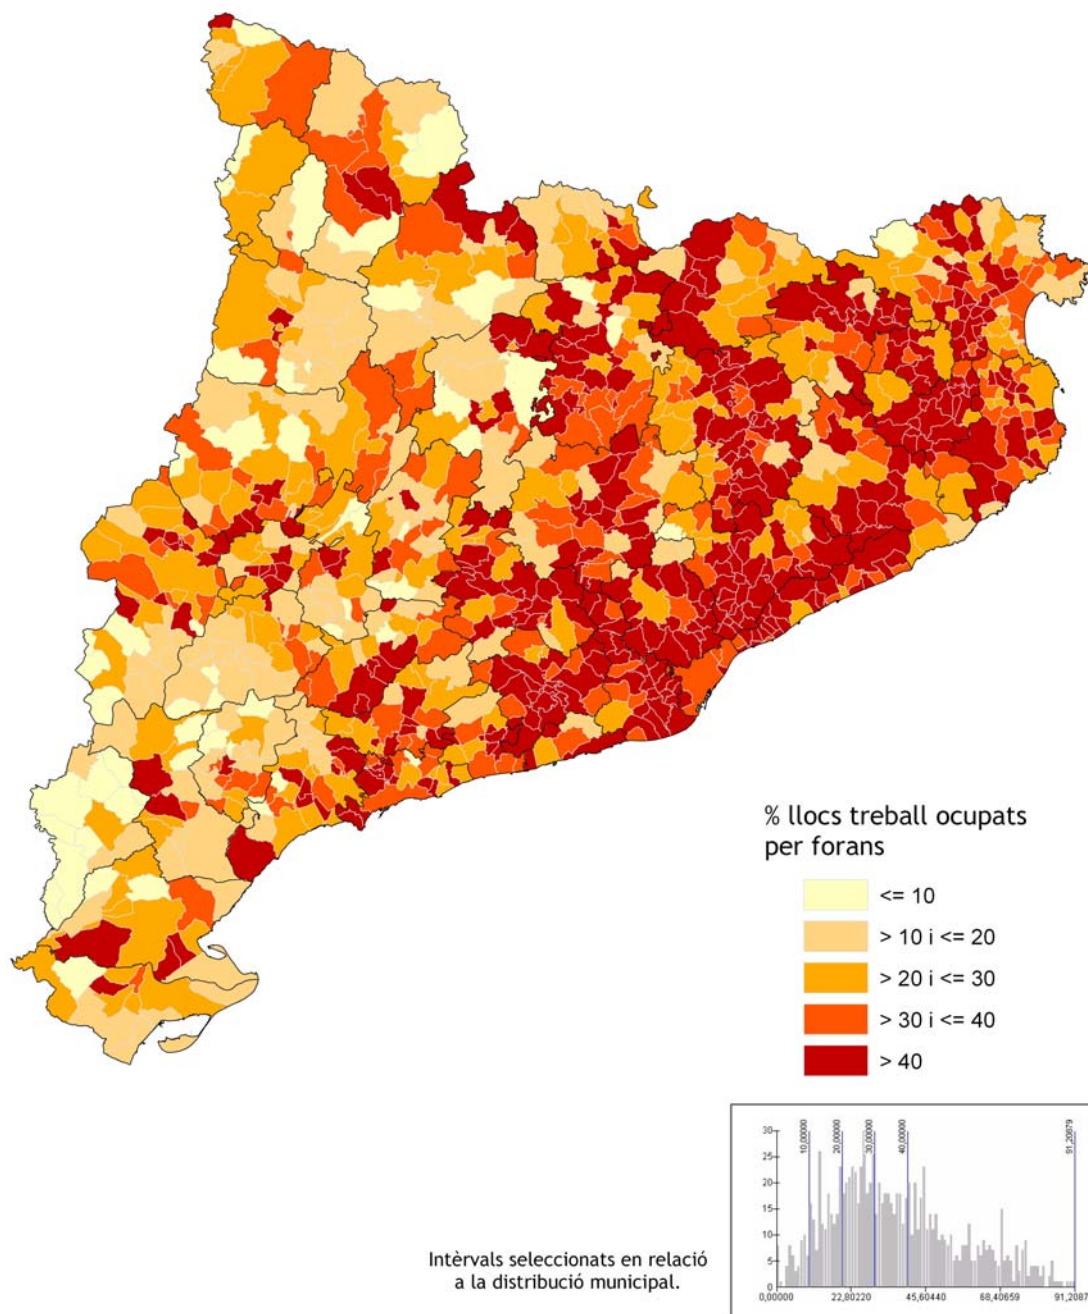 % llocs treball ocupats
per forans
<= 10
> 10 i <= 20
> 20 i <= 30
> 30 i <= 40
> 40
Intèrvals seleccionats en relació
a la distribució municipal.
30
25
20
15
10
5
0
10,00000
20,00000
30,00000
40,00000
91,20879
0,00000 22,80220 45,60440 68,40659 91,2087